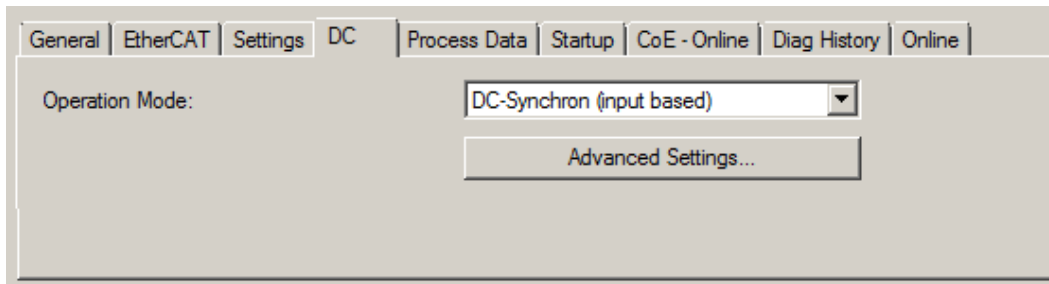 General EtherCAT Settings DC Process Data Startup CoE - Online Diag History Online
Operation Mode: DC-Synchron (input based)
Advanced Settings...